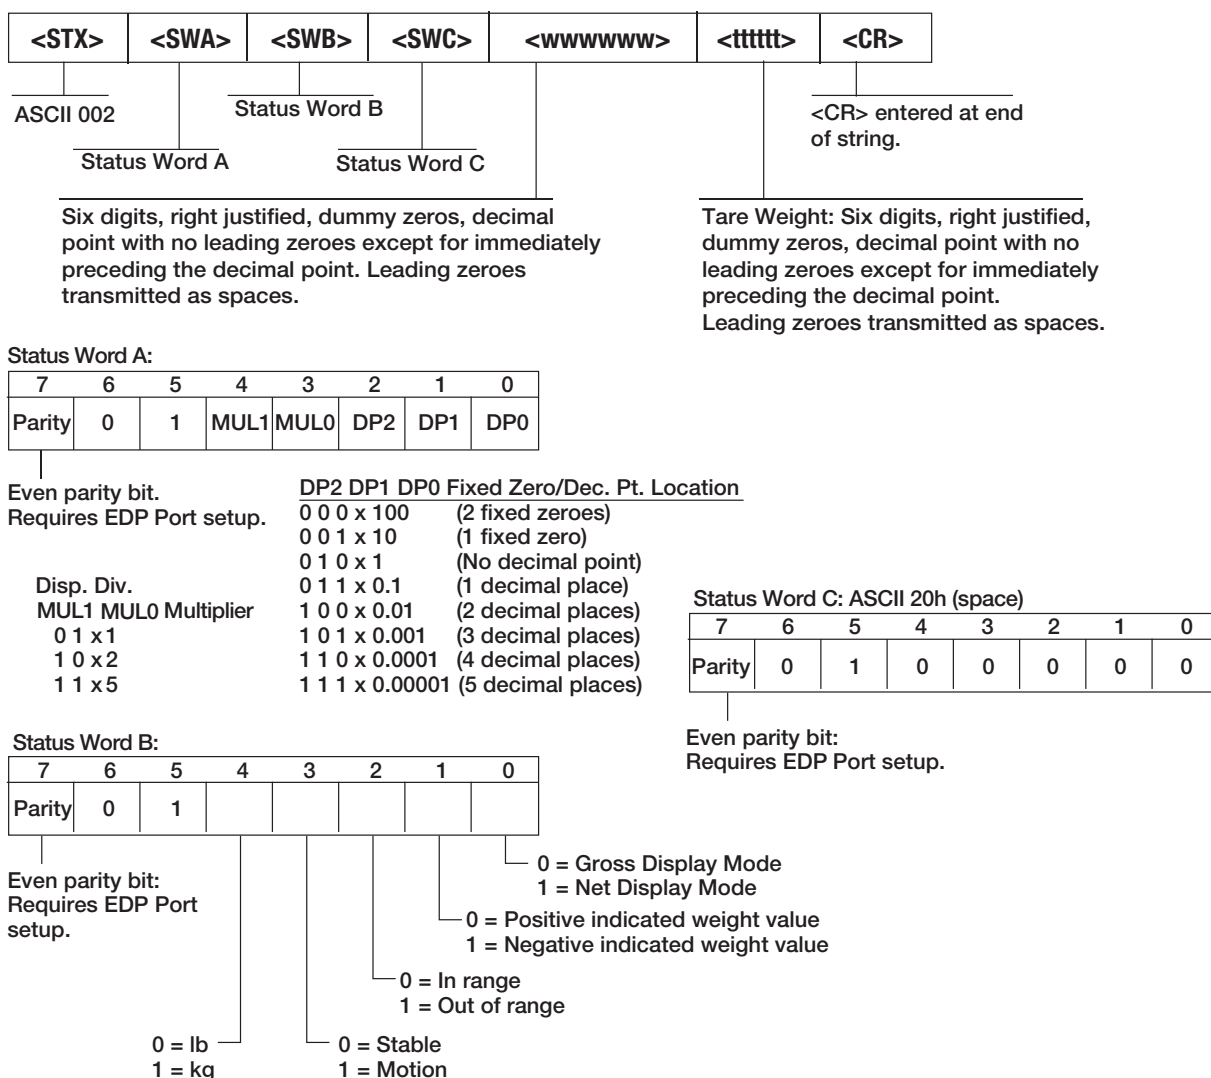 <STX> <SWA> <SWB> <SWC> <wwwwww> <tttttt> <CR>
ASCII 002
Status Word A
Status Word B
Status Word C
<CR> entered at end
of string.
Six digits, right justified, dummy zeros, decimal
point with no leading zeroes except for immediately
preceding the decimal point. Leading zeroes
transmitted as spaces.
Tare Weight: Six digits, right justified,
dummy zeros, decimal point with no
leading zeroes except for immediately
preceding the decimal point.
Leading zeroes transmitted as spaces.
Status Word A:
7 6 5 4 3 2 1 0
Parity 0 1 MUL1 MUL0 DP2 DP1 DP0
Even parity bit.
Requires EDP Port setup.
Disp. Div.
MUL1 MUL0 Multiplier
0 1 x 1
1 0 x 2
1 1 x 5
DP2 DP1 DP0 Fixed Zero/Dec. Pt. Location
0 0 0 x 100 (2 fixed zeroes)
0 0 1 x 10 (1 fixed zero)
0 1 0 x 1 (No decimal point)
0 1 1 x 0.1 (1 decimal place)
1 0 0 x 0.01 (2 decimal places)
1 0 1 x 0.001 (3 decimal places)
1 1 0 x 0.0001 (4 decimal places)
1 1 1 x 0.00001 (5 decimal places)
Status Word C: ASCII 20h (space)
7 6 5 4 3 2 1 0
Parity 0 1 0 0 0 0 0
Even parity bit:
Requires EDP Port setup.
Status Word B:
7 6 5 4 3 2 1 0
Parity 0 1
Even parity bit:
Requires EDP Port
setup.
0 = Gross Display Mode
1 = Net Display Mode
0 = Positive indicated weight value
1 = Negative indicated weight value
0 = In range
1 = Out of range
0 = Stable
1 = Motion
0 = lb
1 = kg